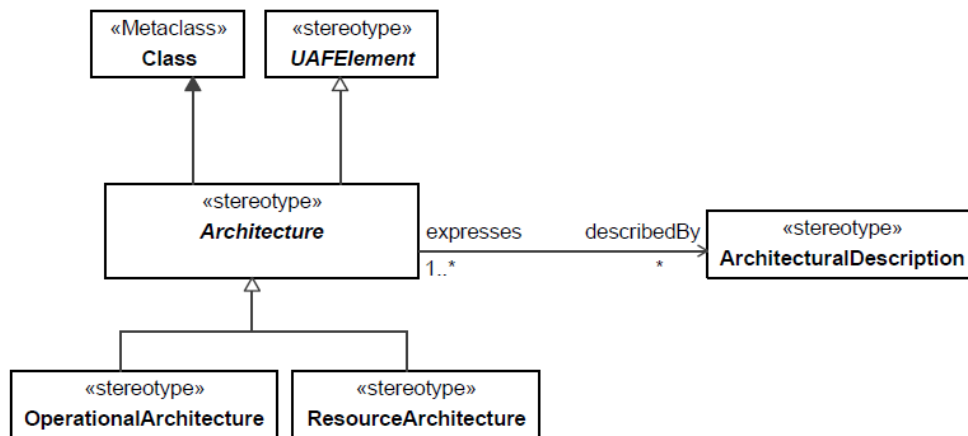 «Metaclass»
Class
«stereotype»
UAFElement
«stereotype»
Architecture
expresses
describedBy
1..*
*
«stereotype»
ArchitecturalDescription
«stereotype»
OperationalArchitecture
«stereotype»
ResourceArchitecture